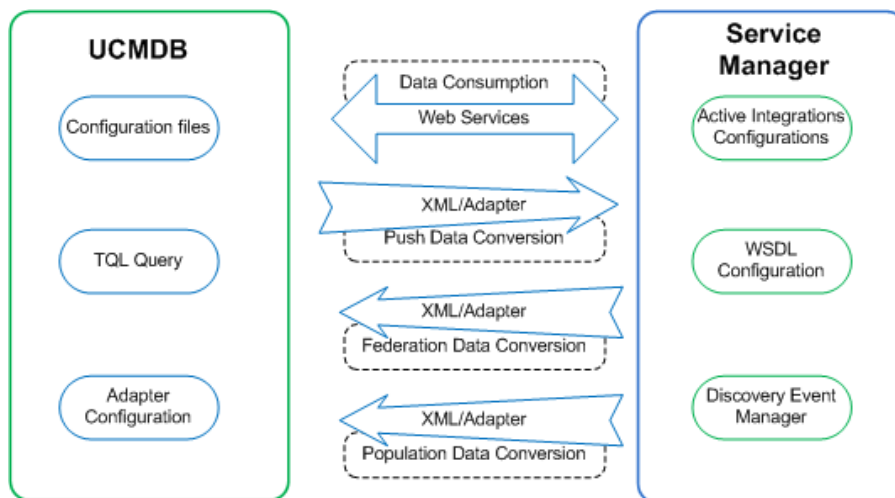 UCMDB
Configuration files
TQL Query
Adapter
Configuration
Data Consumption
Web Services
XML/Adapter
Push Data Conversion
XML/Adapter
Federation Data Conversion
XML/Adapter
Population Data Conversion
Service
Manager
Active Integrations
Configurations
WSDL
Configuration
Discovery Event
Manager